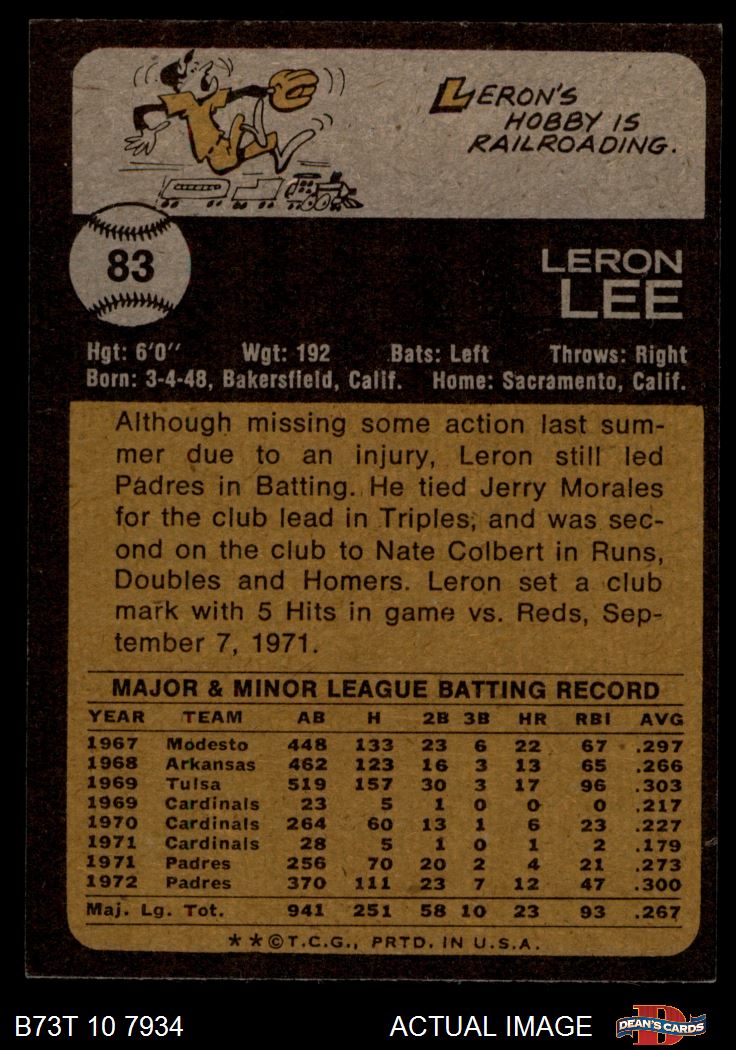 LERON'S
HOBBY IS
RAILROADING.
83
LERON
LEE
Hgt: 6'0" Wgt: 192 Bats: Left Throws: Right
Born: 3-4-48, Bakersfield, Calif. Home: Sacramento, Calif.
Although missing some action last sum-
mer due to an injury, Leron still led
Padres in Batting. He tied Jerry Morales
for the club lead in Triples, and was sec-
ond on the club to Nate Colbert in Runs,
Doubles and Homers. Leron set a club
mark with 5 Hits in game vs. Reds, Sep-
tember 7, 1971.
MAJOR & MINOR LEAGUE BATTING RECORD
YEAR TEAM AB H 2B 3B HR RBI AVG
1967 Modesto 448 133 23 6 22 67 .297
1968 Arkansas 462 123 16 3 13 65 .266
1969 Tulsa 519 157 30 3 17 96 .303
1969 Cardinals 23 5 1 0 0 0 .217
1970 Cardinals 264 60 13 1 6 23 .227
1971 Cardinals 28 5 1 0 1 2 .179
1971 Padres 256 70 20 2 4 21 .273
1972 Padres 370 111 23 7 12 47 .300
Maj. Lg. Tot. 941 251 58 10 23 93 .267
**©T.C.G., PRTD. IN U.S.A.
B73T 10 7934 ACTUAL IMAGE
D
DEAN'S CARDS